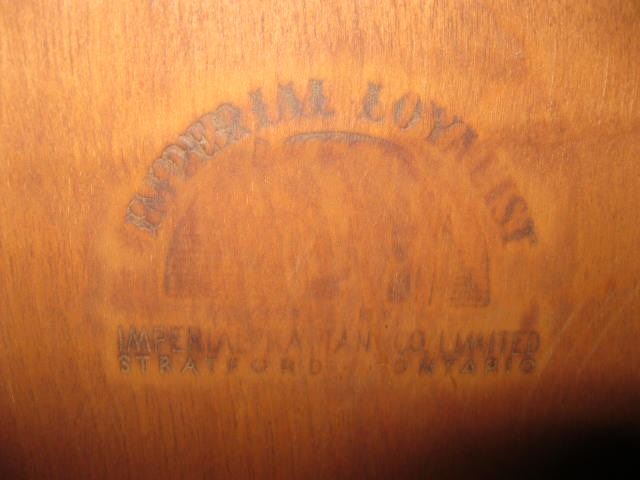 IMPERIAL LOYALIST
IMPERIAL RATTAN CO. LIMITED
STRATFORD ONTARIO